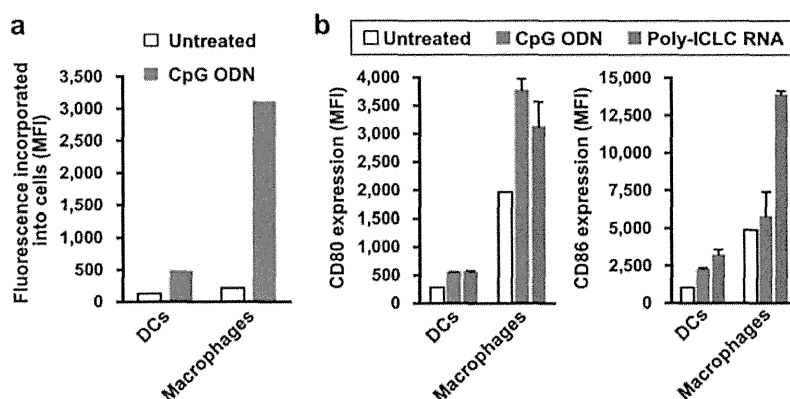 a
Untreated
CpG ODN
Fluorescence incorporated
into cells (MFI)
3,500
3,000
2,500
2,000
1,500
1,000
500
0
DCs
Macrophages
b
Untreated CpG ODN Poly-ICLC RNA
CD80 expression (MFI)
4,000
3,500
3,000
2,500
2,000
1,500
1,000
500
0
DCs
Macrophages
CD86 expression (MFI)
15,000
12,500
10,000
7,500
5,000
2,500
0
DCs
Macrophages